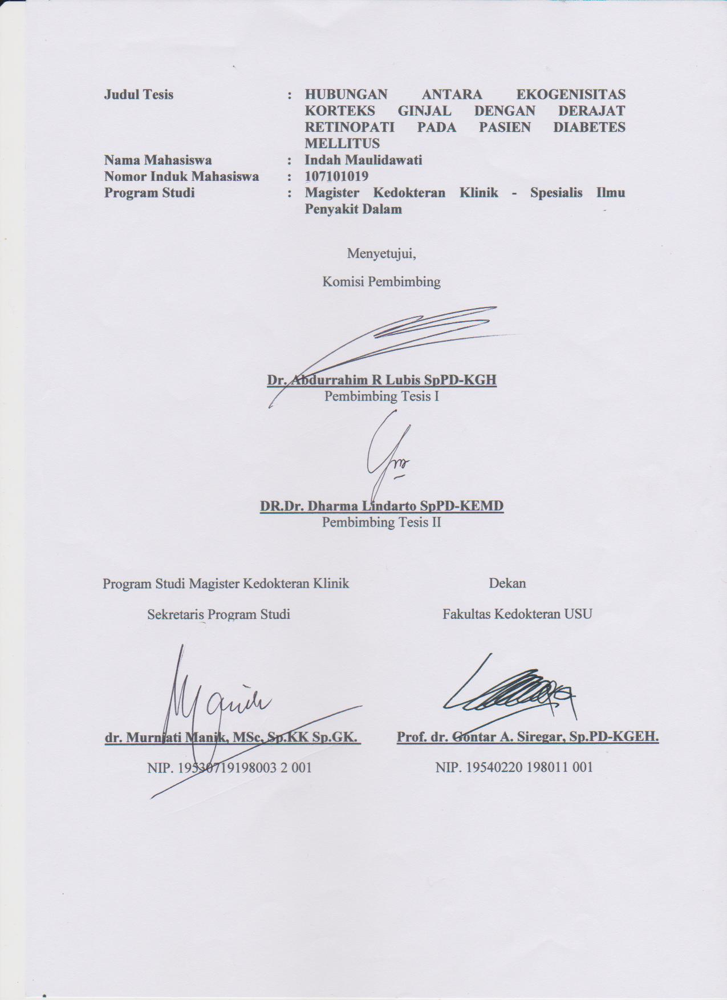 Judul Tesis : HUBUNGAN ANTARA EKOGENISITAS
KORTEKS GINJAL DENGAN DERAJAT
RETINOPATI PADA PASIEN DIABETES
MELLITUS
Nama Mahasiswa : Indah Maulidawati
Nomor Induk Mahasiswa : 107101019
Program Studi : Magister Kedokteran Klinik - Spesialis Ilmu
Penyakit Dalam
Menyetujui,
Komisi Pembimbing
Dr. Abdurrahim R Lubis SpPD-KGH
Pembimbing Tesis I
DR.Dr. Dharma Lindarto SpPD-KEMD
Pembimbing Tesis II
Program Studi Magister Kedokteran Klinik Dekan
Sekretaris Program Studi Fakultas Kedokteran USU
dr. Murniati Manik, MSc, Sp.KK Sp.GK. Prof. dr. Gontar A. Siregar, Sp.PD-KGEH.
NIP. 19530719198003 2 001 NIP. 19540220 198011 001